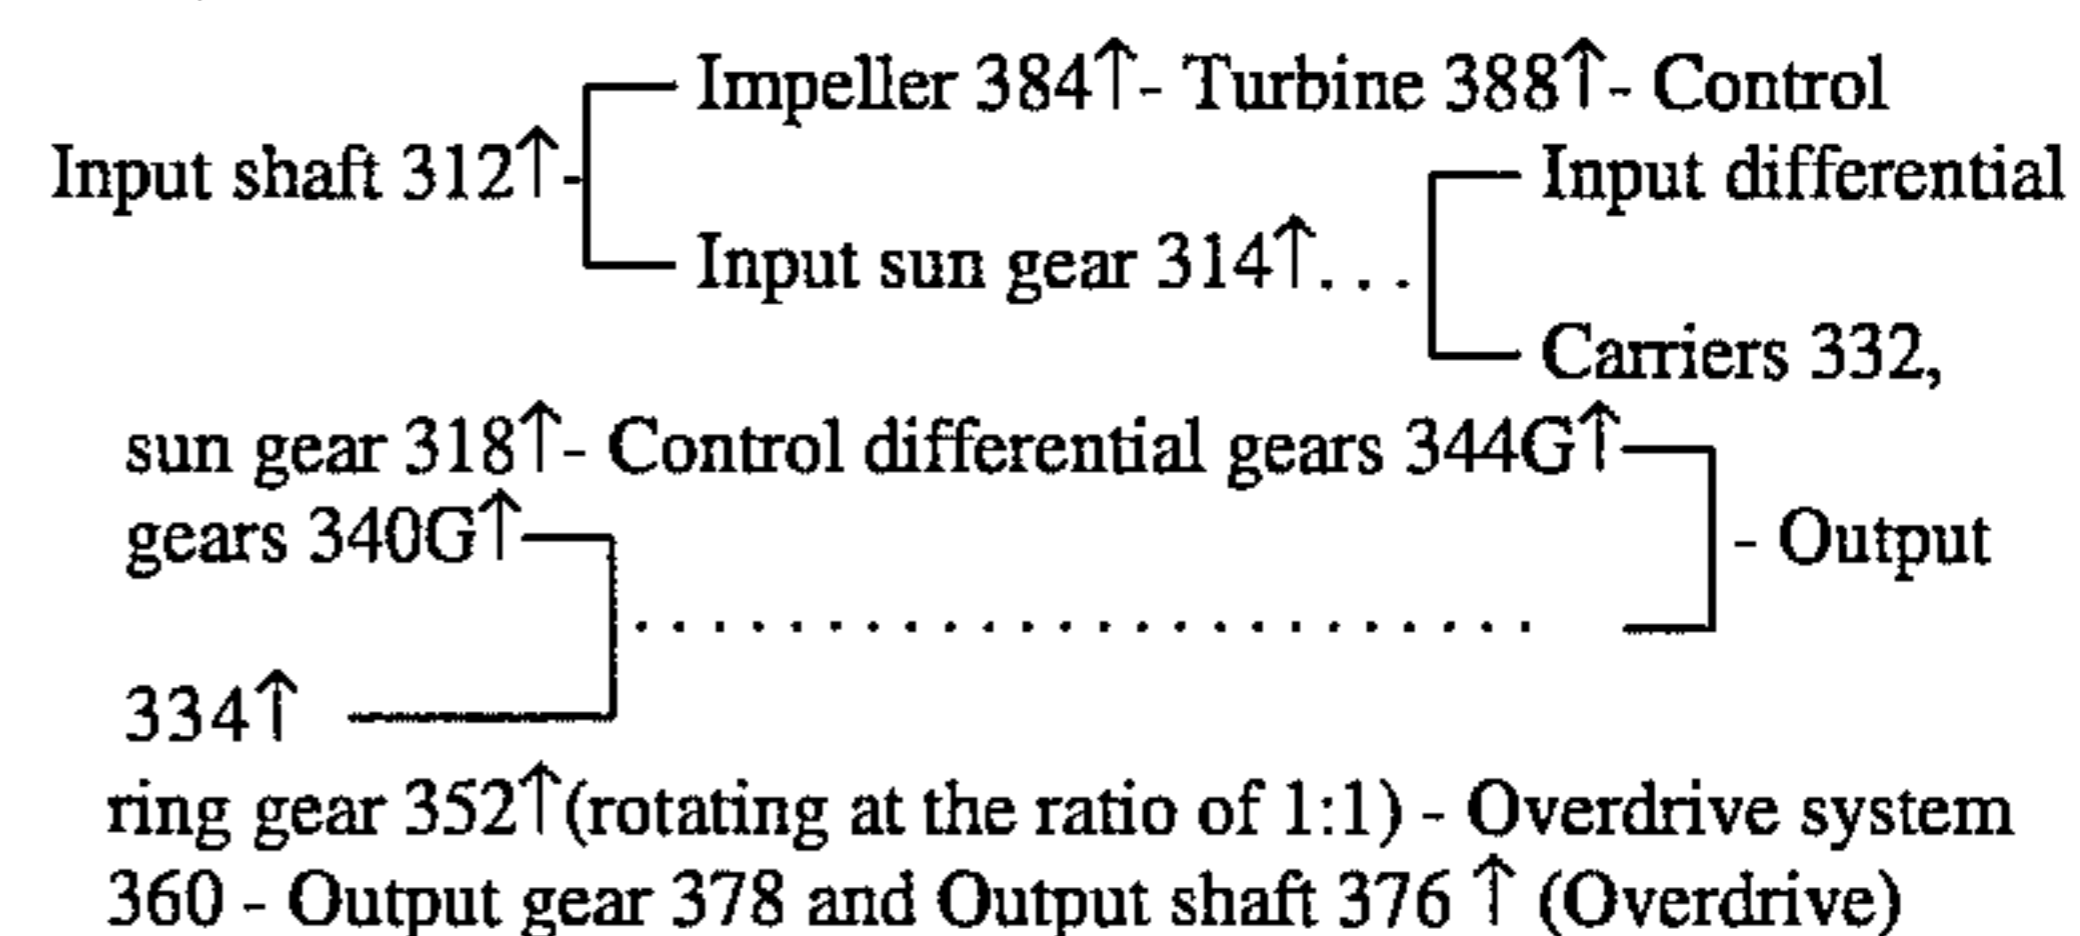 Impeller 384↑- Turbine 388↑- Control
Input shaft 312↑-
Input differential
Input sun gear 314↑. . .
Carriers 332,
sun gear 318↑- Control differential gears 344G↑
gears 340G↑
- Output
. . . . . . . . . . . . . . . . . . . . . . . .
334↑
ring gear 352↑(rotating at the ratio of 1:1) - Overdrive system
360 - Output gear 378 and Output shaft 376 ↑ (Overdrive)